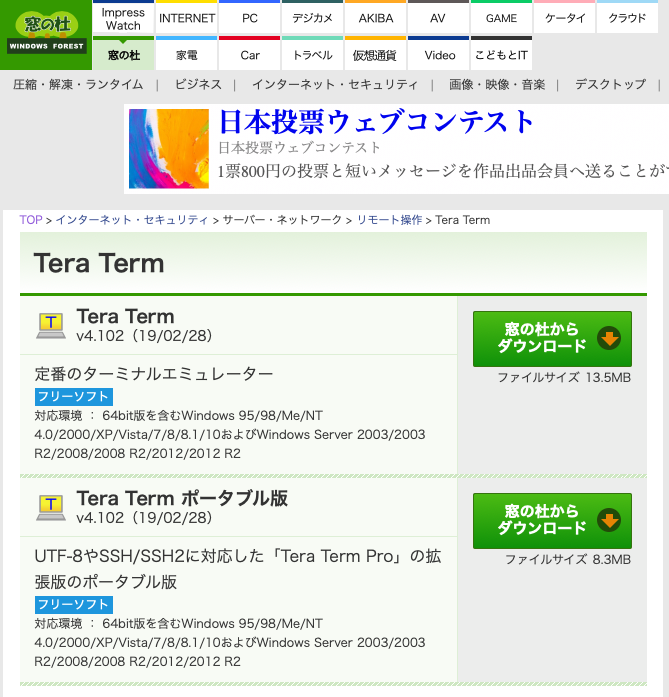 窓の杜
WINDOWS FOREST
Impress Watch
INTERNET
PC
デジカメ
AKIBA
AV
GAME
ケータイ
クラウド
窓の杜
家電
Car
トラベル
仮想通貨
Video
こどもとIT
圧縮・解凍・ランタイム | ビジネス | インターネット・セキュリティ | 画像・映像・音楽 | デスクトップ |
日本投票ウェブコンテスト
日本投票ウェブコンテスト
1票800円の投票と短いメッセージを作品出品会員へ送ることがで
TOP > インターネット・セキュリティ > サーバー・ネットワーク > リモート操作 > Tera Term
Tera Term
T
Tera Term
v4.102（19/02/28）
窓の杜から
ダウンロード
ファイルサイズ 13.5MB
定番のターミナルエミュレーター
フリーソフト
対応環境 ： 64bit版を含むWindows 95/98/Me/NT
4.0/2000/XP/Vista/7/8/8.1/10およびWindows Server 2003/2003
R2/2008/2008 R2/2012/2012 R2
T
Tera Term ポータブル版
v4.102（19/02/28）
窓の杜から
ダウンロード
ファイルサイズ 8.3MB
UTF-8やSSH/SSH2に対応した「Tera Term Pro」の拡
張版のポータブル版
フリーソフト
対応環境 ： 64bit版を含むWindows 95/98/Me/NT
4.0/2000/XP/Vista/7/8/8.1/10およびWindows Server 2003/2003
R2/2008/2008 R2/2012/2012 R2